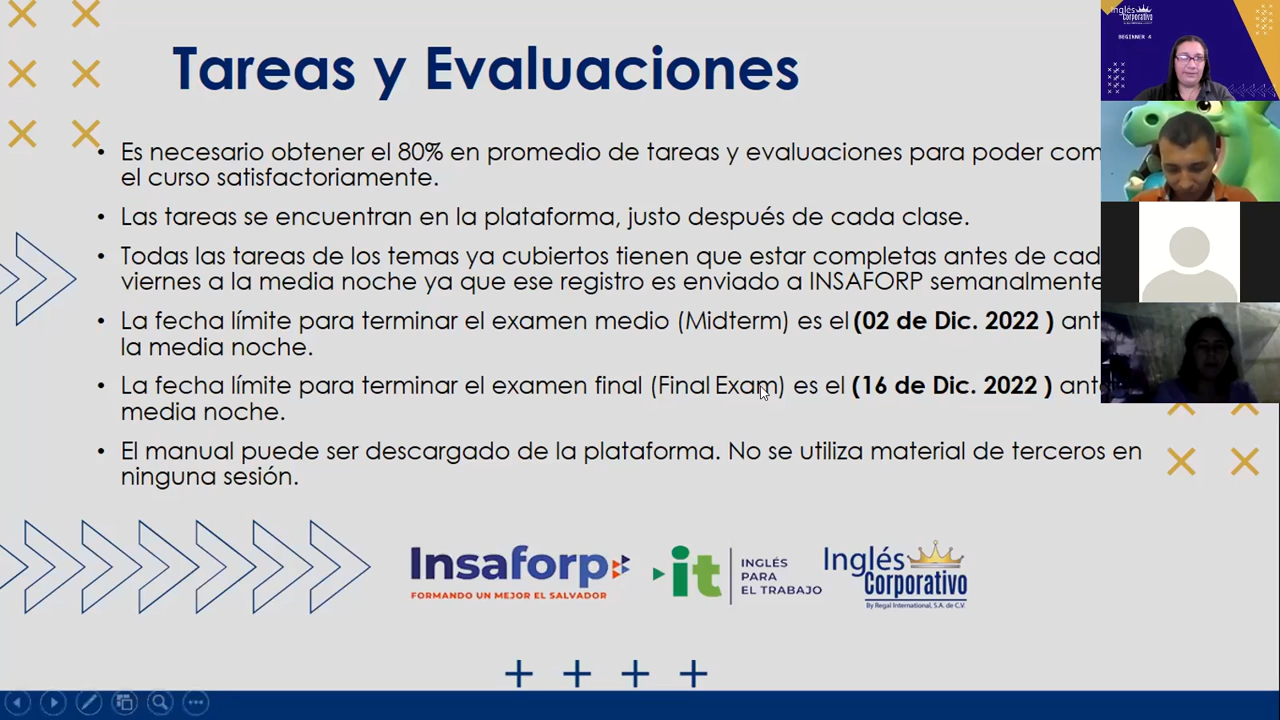 Tareas y Evaluaciones
• Es necesario obtener el 80% en promedio de tareas y evaluaciones para poder com
el curso satisfactoriamente.
• Las tareas se encuentran en la plataforma, justo después de cada clase.
• Todas las tareas de los temas ya cubiertos tienen que estar completas antes de cad
viernes a la media noche ya que ese registro es enviado a INSAFORP semanalmente
• La fecha límite para terminar el examen medio (Midterm) es el (02 de Dic. 2022 ) ant
la media noche.
• La fecha límite para terminar el examen final (Final Exam) es el (16 de Dic. 2022 ) ante
media noche.
• El manual puede ser descargado de la plataforma. No se utiliza material de terceros en
ninguna sesión.
Insaforp
FORMANDO UN MEJOR EL SALVADOR
it
INGLÉS
PARA
EL TRABAJO
Inglés
Corporativo
By Regal International, S.A. de C.V.
Inglés
Corporativo
BEGINNER 4